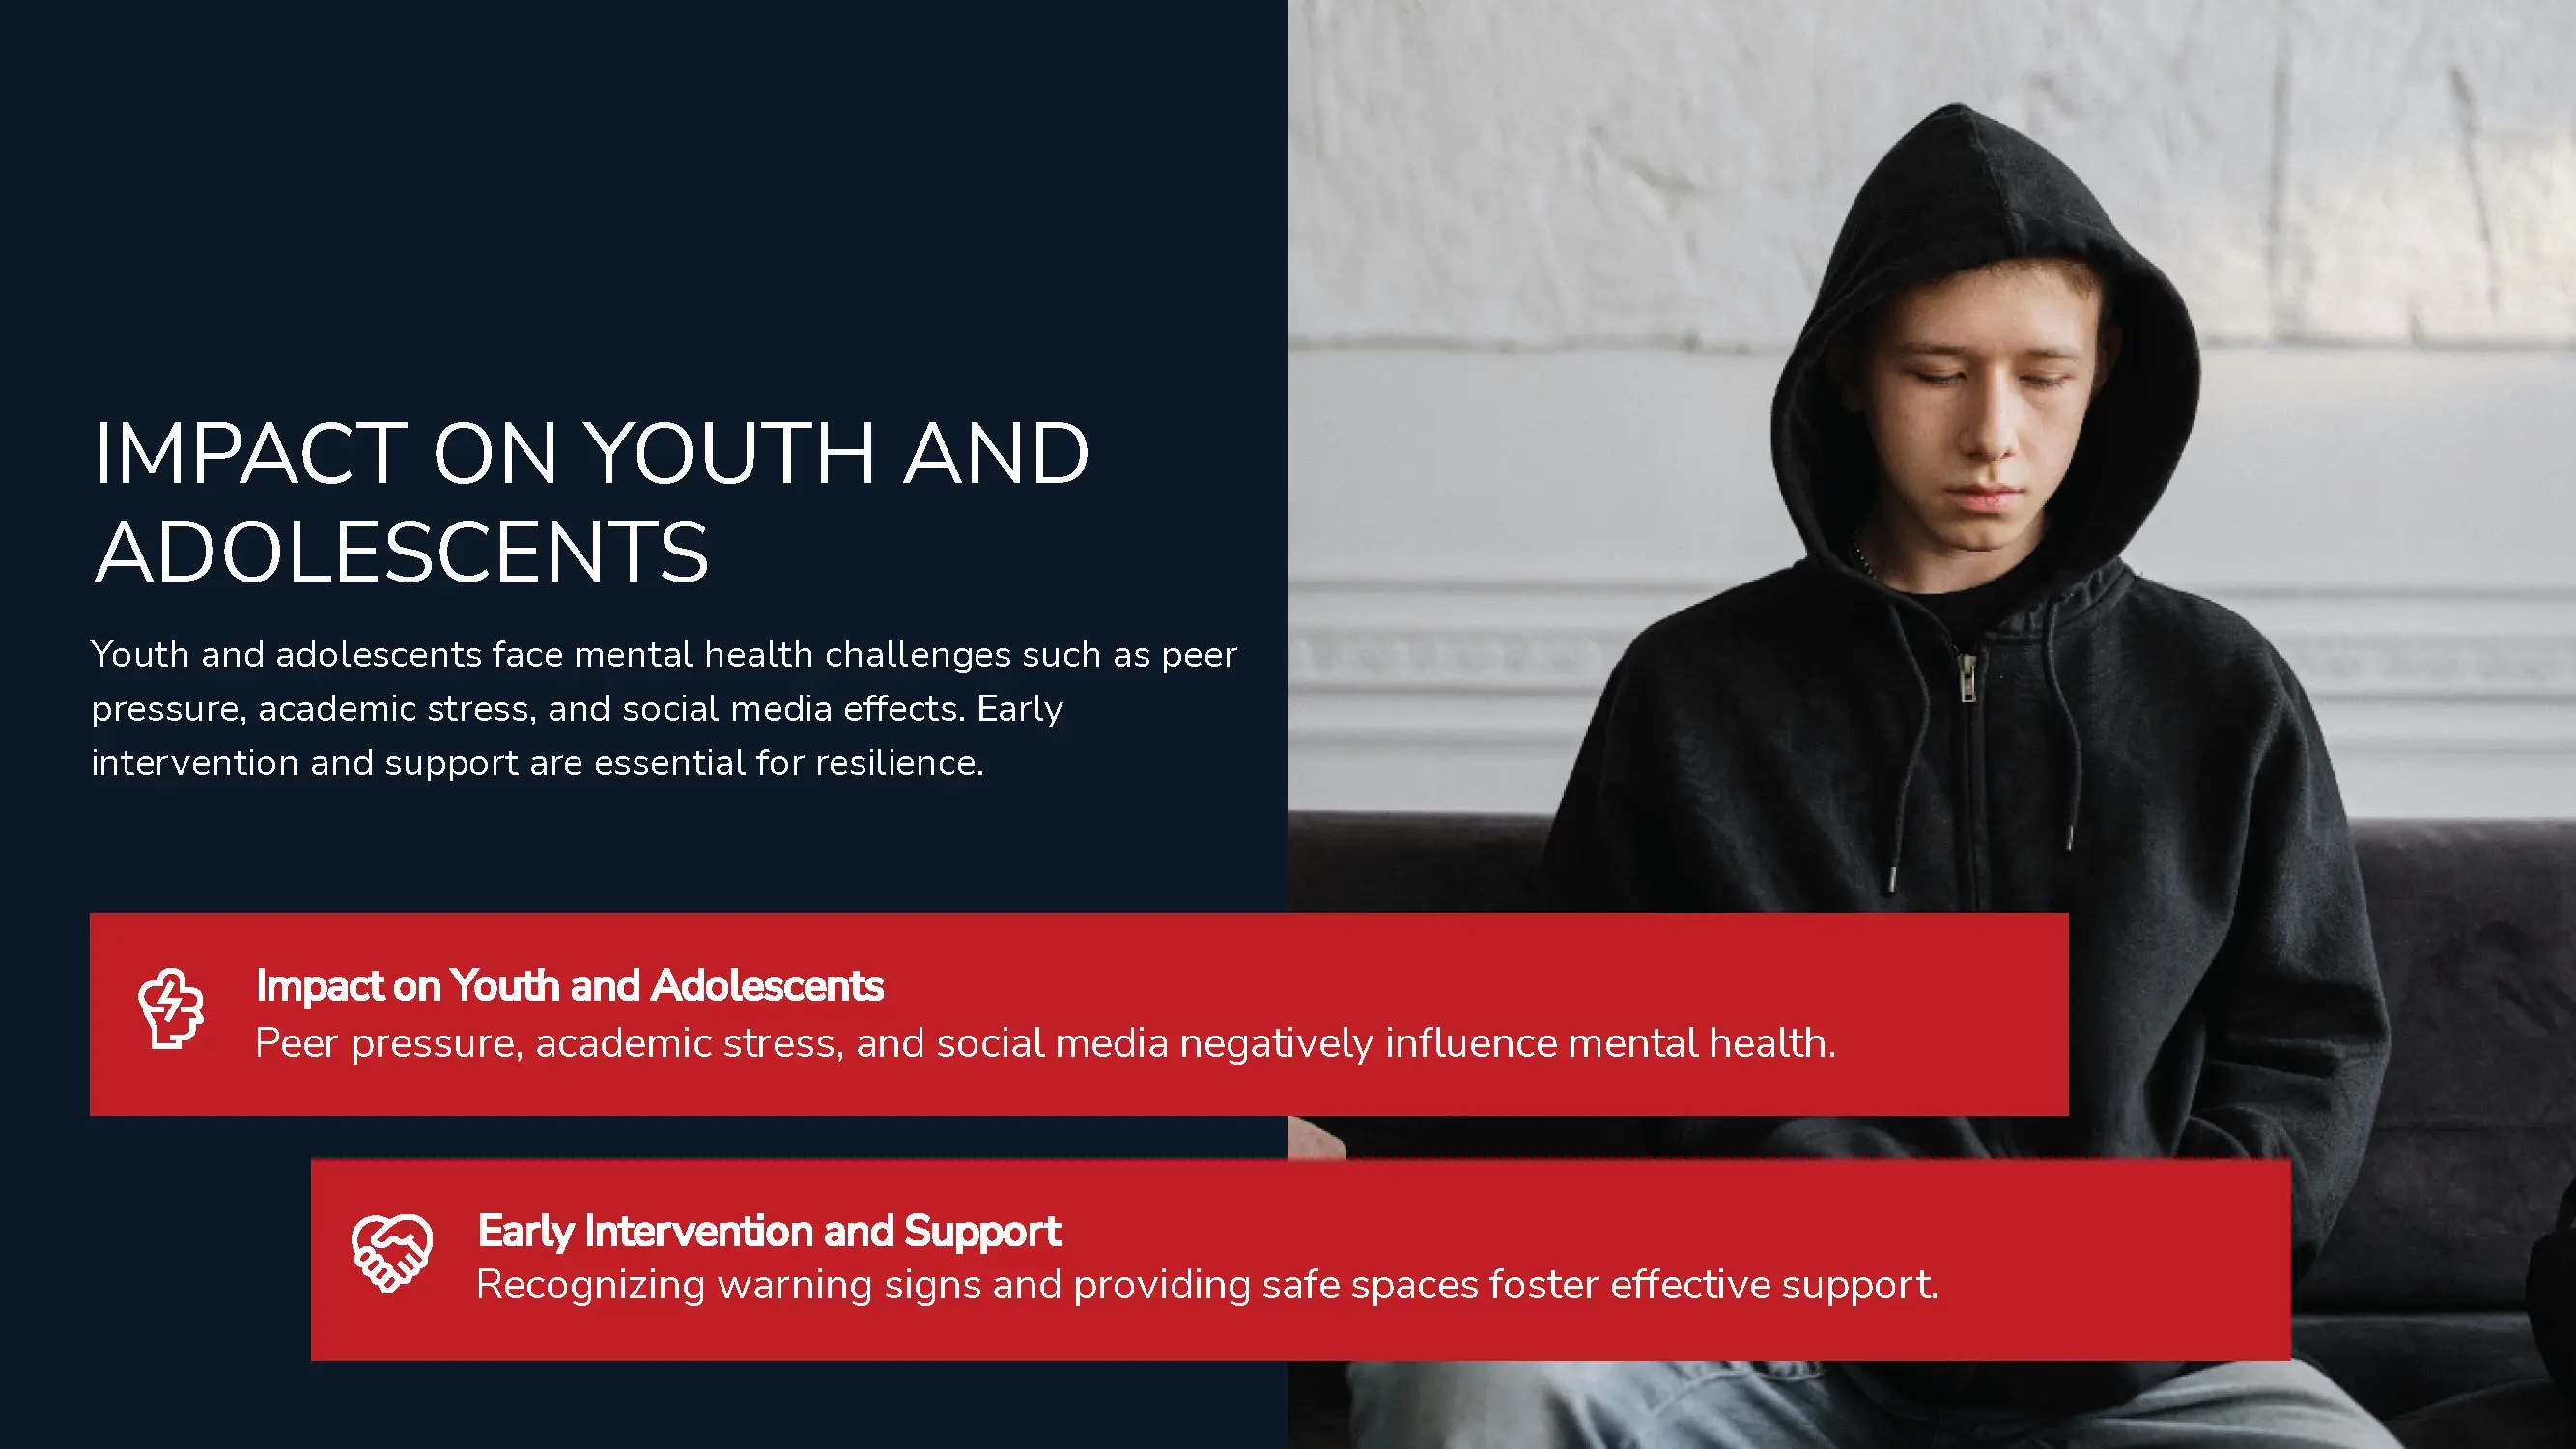 IMPACT ON YOUTH AND
ADOLESCENTS
Youth and adolescents face mental health challenges such as peer
pressure, academic stress, and social media effects. Early
intervention and support are essential for resilience.
Impact on Youth and Adolescents
Peer pressure, academic stress, and social media negatively influence mental health.
Early Intervention and Support
Recognizing warning signs and providing safe spaces foster effective support.